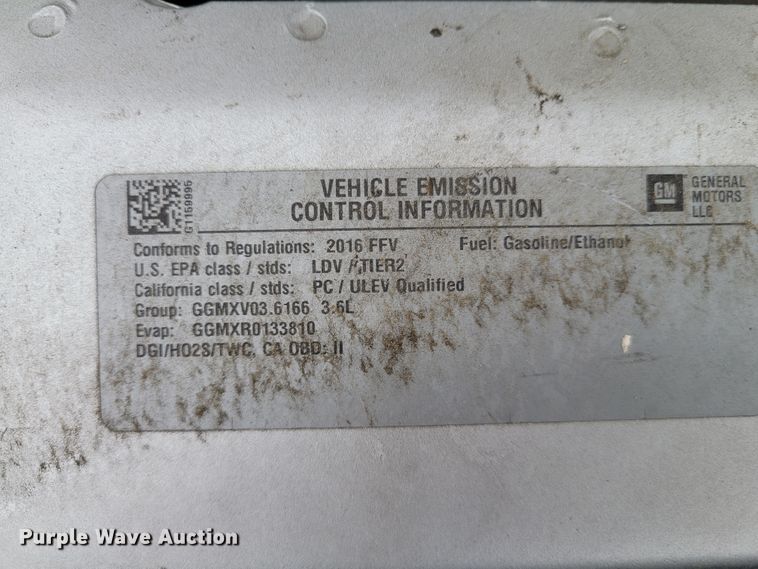 VEHICLE EMISSION
CONTROL INFORMATION
GM GENERAL
MOTORS
LLC
G1159995
Conforms to Regulations: 2016 FFV Fuel: Gasoline/Ethanol
U.S. EPA class / stds: LDV / TIER2
California class / stds: PC / ULEV Qualified
Group: GGMXV03.6166 3.6L
Evap: GGMXR0133810
DGI/HO2S/TWC, CA OBD: II
Purple Wave Auction